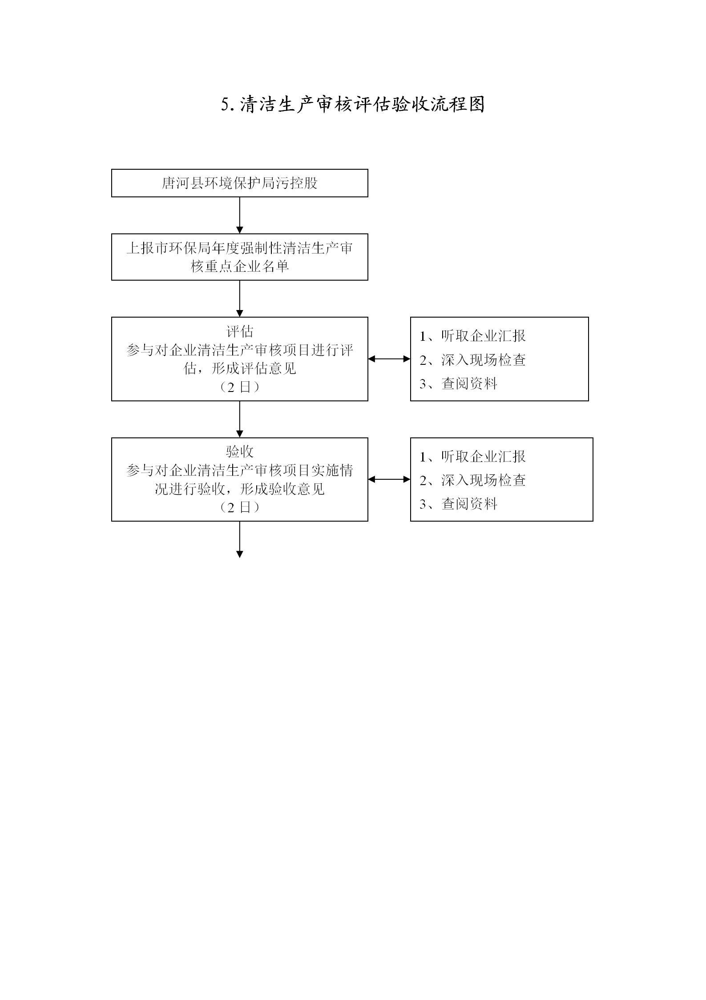 5.清洁生产审核评估验收流程图
唐河县环境保护局污控股
上报市环保局年度强制性清洁生产审
核重点企业名单
评估
参与对企业清洁生产审核项目进行评
估，形成评估意见
（2 日）
1、听取企业汇报
2、深入现场检查
3、查阅资料
验收
参与对企业清洁生产审核项目实施情
况进行验收，形成验收意见
（2 日）
1、听取企业汇报
2、深入现场检查
3、查阅资料